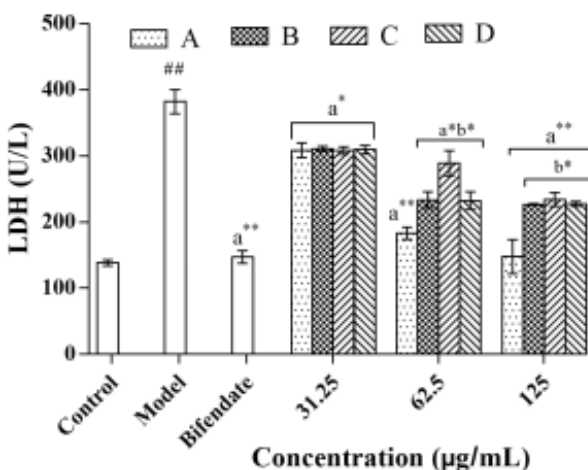 500
400
300
200
100
0
LDH (U/L)
A B C D
##
a**
a*
a**
a*b*
a**
b*
Control
Model
Bifendate
31.25
62.5
125
Concentration (μg/mL)